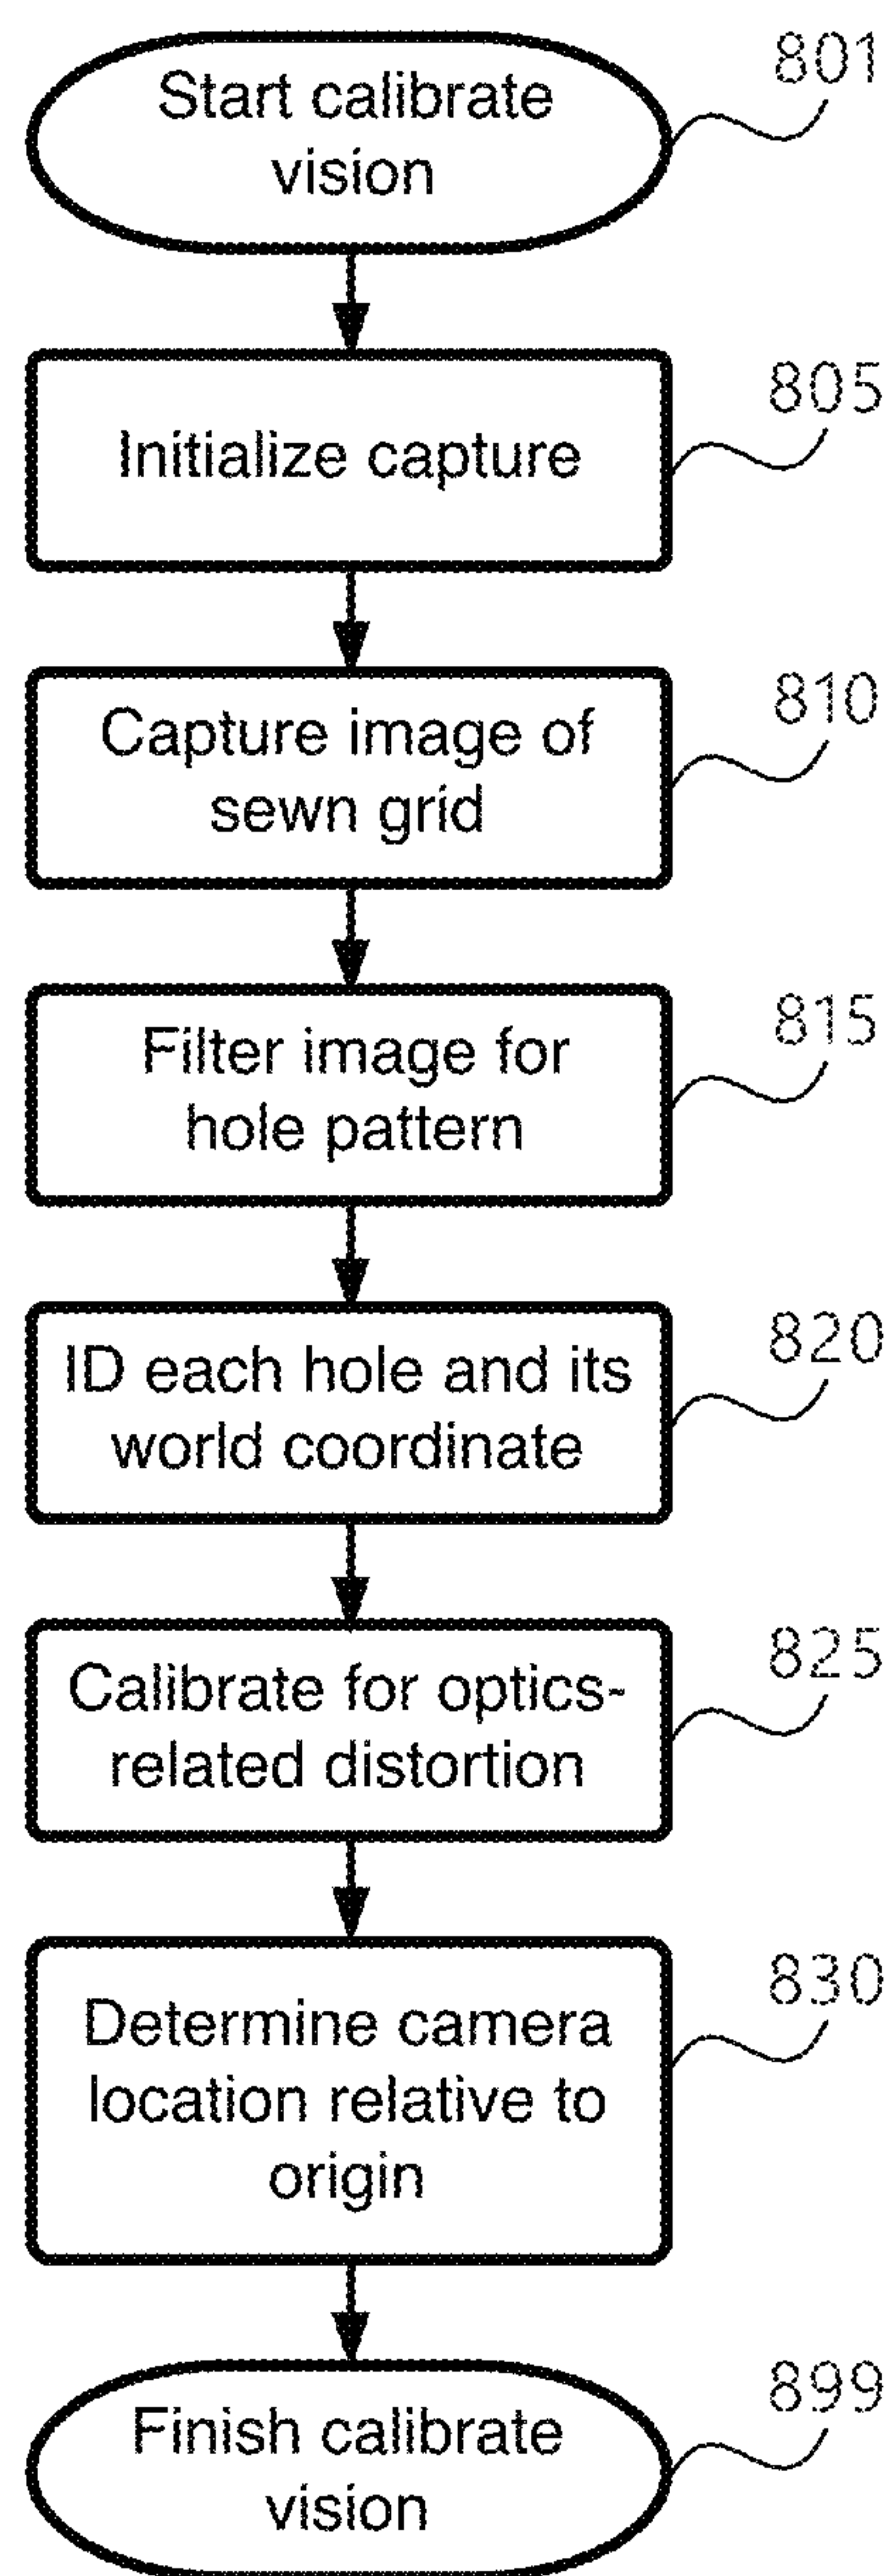 801
Start calibrate
vision
805
Initialize capture
810
Capture image of
sewn grid
815
Filter image for
hole pattern
820
ID each hole and its
world coordinate
825
Calibrate for optics-
related distortion
830
Determine camera
location relative to
origin
899
Finish calibrate
vision